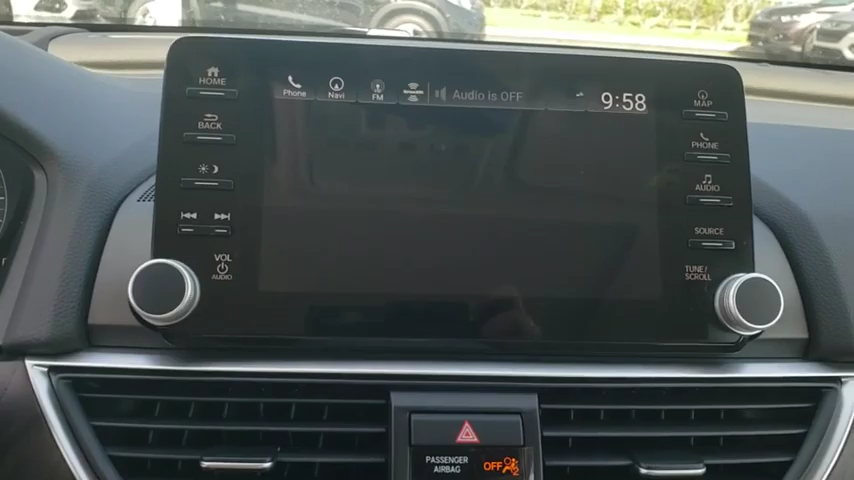 HOME
Phone
Navi
FM
Audio is OFF
9:58
MAP
BACK
PHONE
AUDIO
SOURCE
VOL
AUDIO
TUNE/
SCROLL
PASSENGER
AIRBAG
OFF